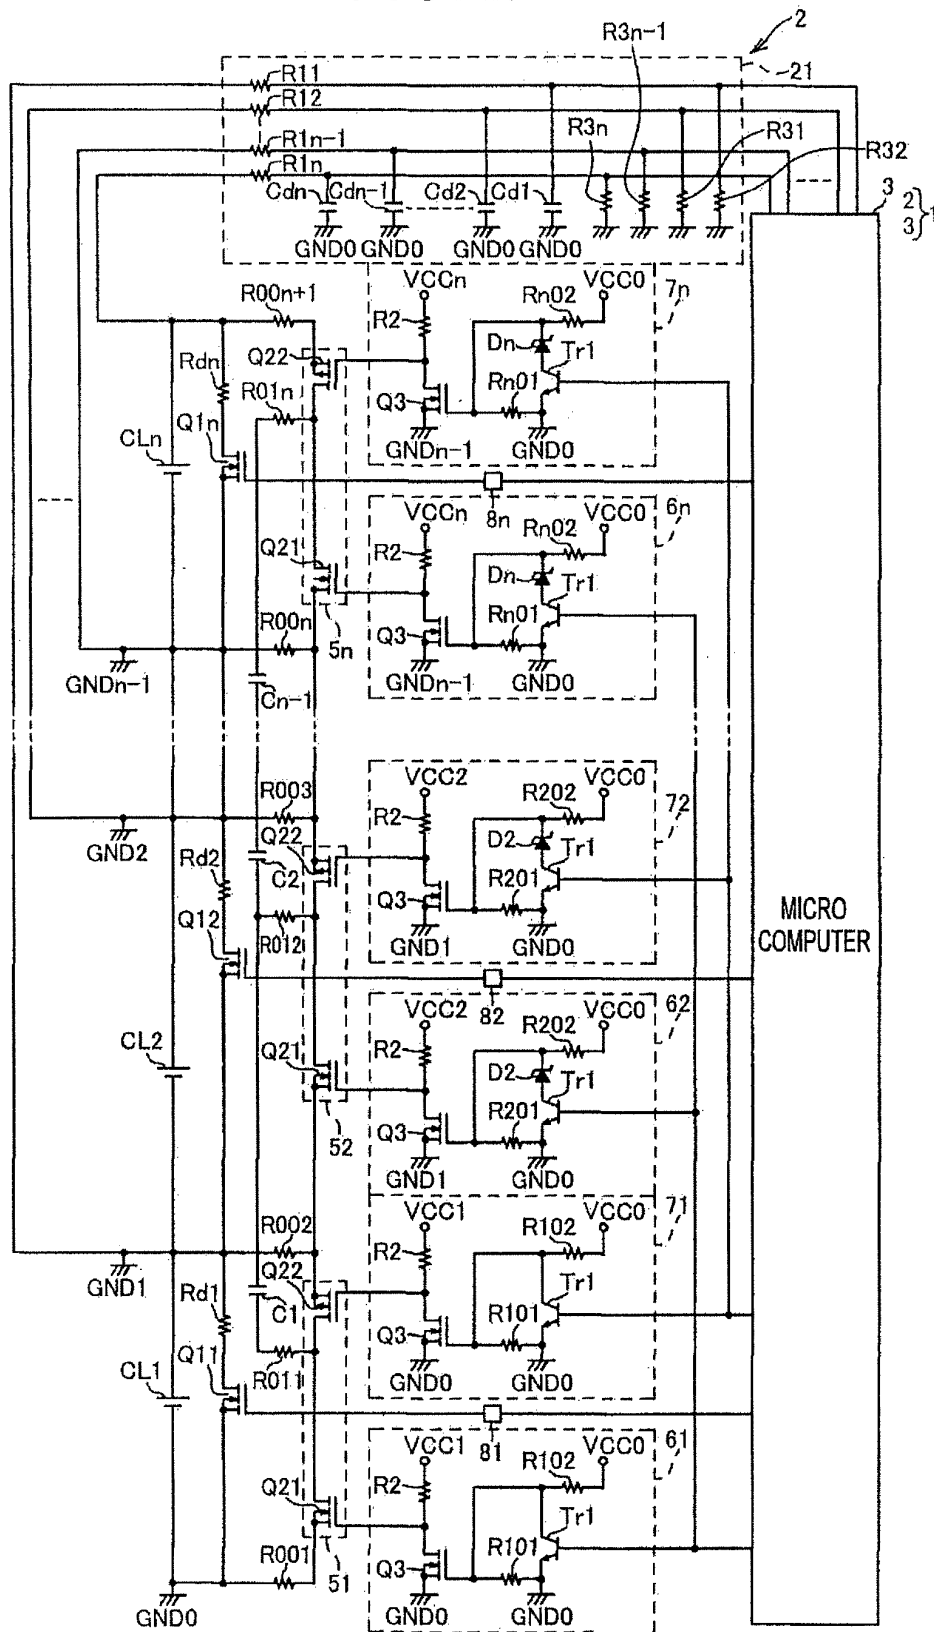 2
R3n-1
21
R11
R12
R1n-1
R1n
R3n
R31
R32
Cdn
Cdn-1
Cd2
Cd1
3
2
3
1
GND0
GND0
GND0
GND0
R00n+1
VCCn
Rn02
VCC0
7n
R2
Q22
Rdn
R01n
Dn
Tr1
Rn01
Q3
Q1n
CLn
GNDn-1
GND0
8n
VCCn
Rn02
VCC0
6n
R2
Q21
Dn
Tr1
Rn01
R00n
5n
Q3
GNDn-1
GNDn-1
GND0
Cn-1
VCC2
VCC0
R003
R2
R202
72
GND2
Q22
D2
Tr1
Rd2
C2
Q3
R201
Q12
R012
GND1
GND0
MICRO
COMPUTER
82
VCC2
VCC0
62
R202
CL2
Q21
R2
D2
Tr1
R201
Q3
52
GND1
GND0
VCC1
VCC0
71
R002
R2
R102
GND1
Q22
Tr1
Rd1
C1
Q3
R101
Q11
R011
GND0
GND0
CL1
81
VCC1
VCC0
61
R102
Q21
R2
Tr1
R001
51
Q3
R101
GND0
GND0
GND0